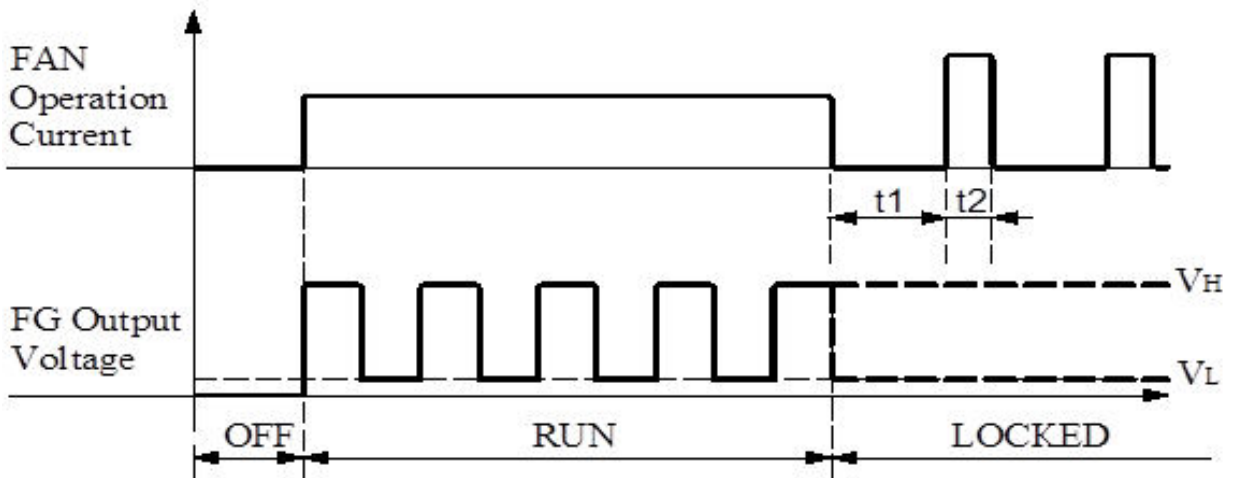 FAN
Operation
Current
t1
t2
VH
FG Output
Voltage
VL
OFF
RUN
LOCKED